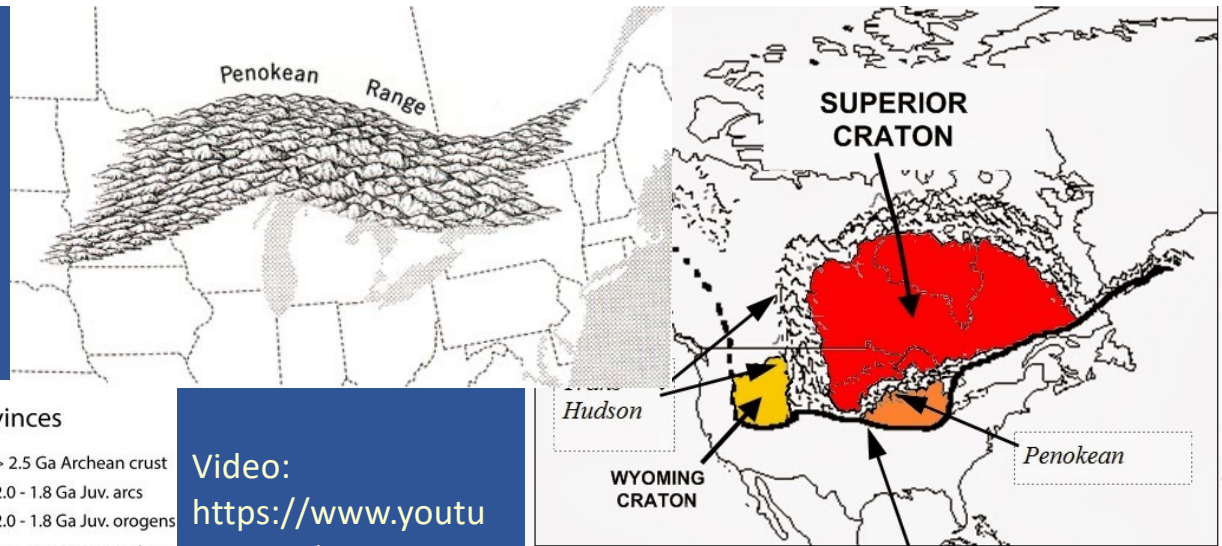 Penokean
Range
SUPERIOR
CRATON
Hudson
WYOMING
CRATON
Penokean
vinces
> 2.5 Ga Archean crust
2.0 - 1.8 Ga Juv. arcs
2.0 - 1.8 Ga Juv. orogens
Video:
https://www.youtu